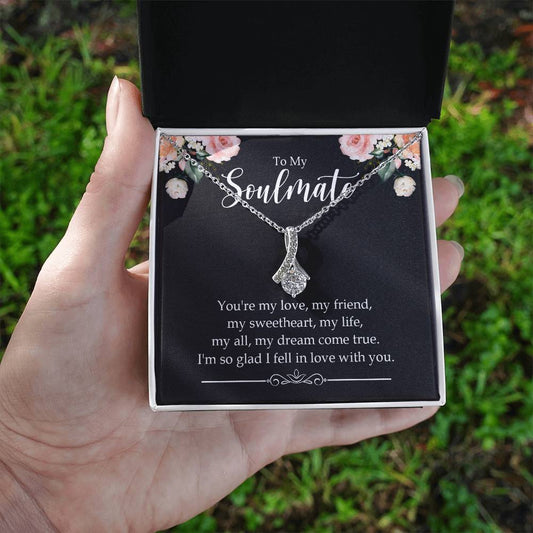 To My
Soulmate
You're my love, my friend,
my sweetheart, my life,
my all, my dream come true.
I'm so glad I fell in love with you.